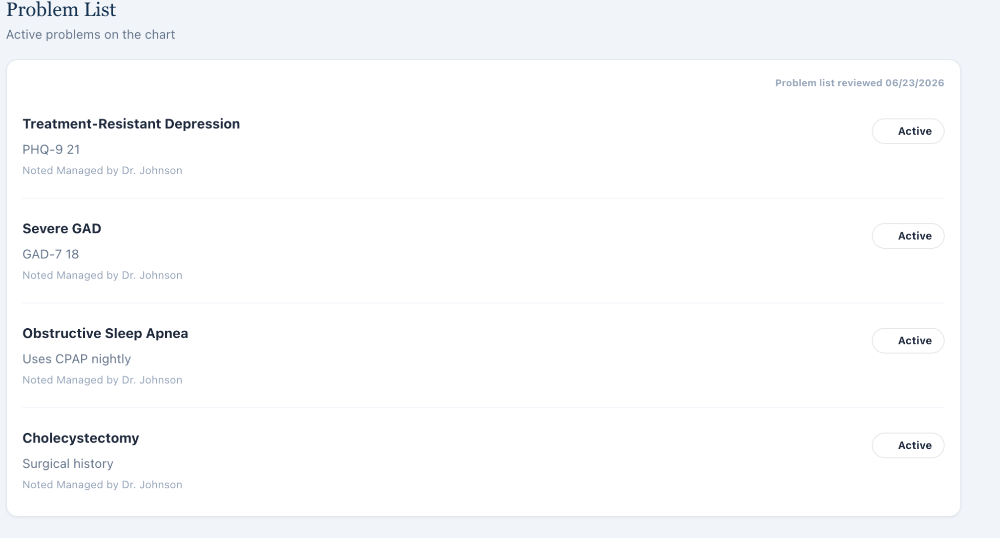 Problem List
Active problems on the chart
Problem list reviewed 06/23/2026
Treatment-Resistant Depression
Active
PHQ-9 21
Noted Managed by Dr. Johnson
Severe GAD
Active
GAD-7 18
Noted Managed by Dr. Johnson
Obstructive Sleep Apnea
Active
Uses CPAP nightly
Noted Managed by Dr. Johnson
Cholecystectomy
Active
Surgical history
Noted Managed by Dr. Johnson